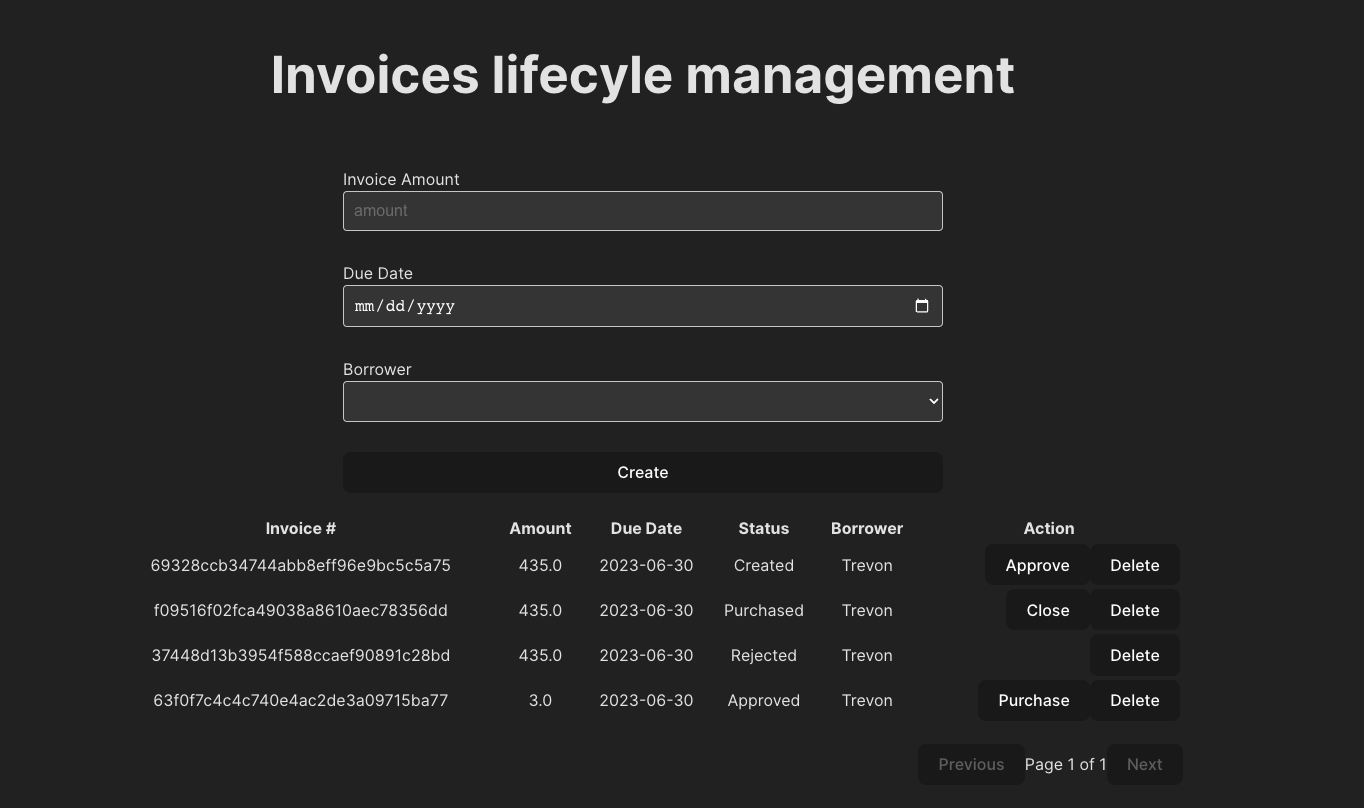 Invoices lifecyle management
Invoice Amount
amount
Due Date
mm/dd/yyyy
Borrower
Create
Invoice # Amount Due Date Status Borrower Action
69328ccb34744abb8eff96e9bc5c5a75 435.0 2023-06-30 Created Trevon Approve Delete
f09516f02fca49038a8610aec78356dd 435.0 2023-06-30 Purchased Trevon Close Delete
37448d13b3954f588ccaef90891c28bd 435.0 2023-06-30 Rejected Trevon Delete
63f0f7c4c4c740e4ac2de3a09715ba77 3.0 2023-06-30 Approved Trevon Purchase Delete
Previous Page 1 of 1 Next